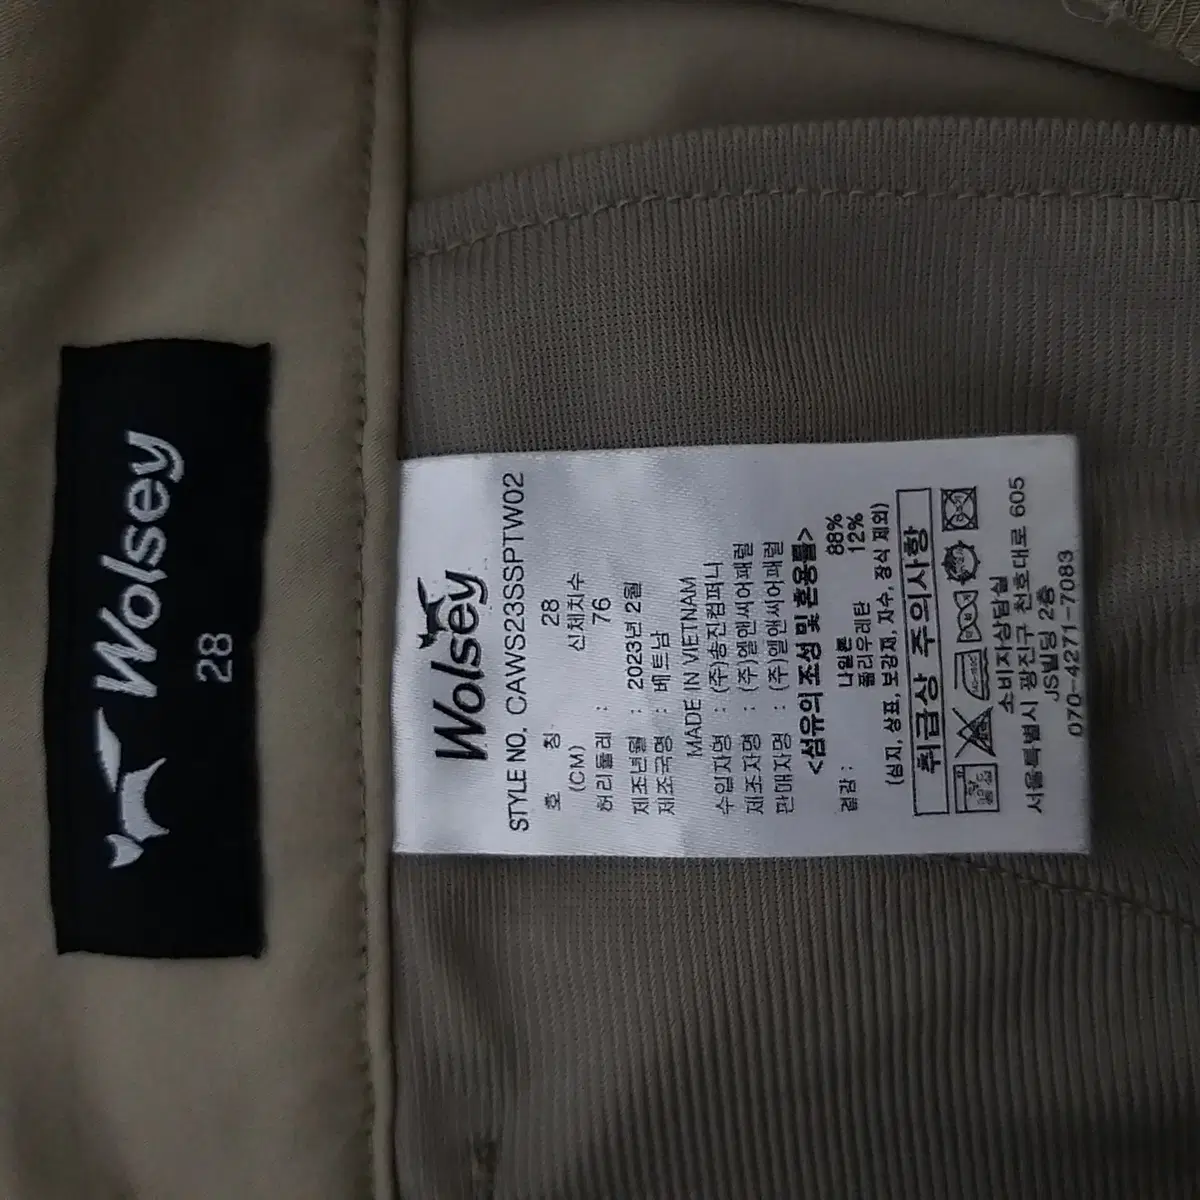 Wolsey
28
Wolsey
STYLE NO. CAWS23SSPTW02
호 칭 28
(CM) 신체치수
허리둘레 : 76
제조년월 : 2023년 2월
제조국명 : 베트남
MADE IN VIETNAM
수입자명 : (주)송진컴퍼니
제조자명 : (주)엘앤씨어패럴
판매자명 : (주)엘앤씨어패럴
<섬유의 조성 및 혼용률>
겉감 : 나일론 88%
폴리우레탄 12%
(심지, 상표, 보강재, 자수, 장식 제외)
취급상 주의사항
소비자상담실
서울특별시 광진구 천호대로 605
JS빌딩 2층
070-4271-7083